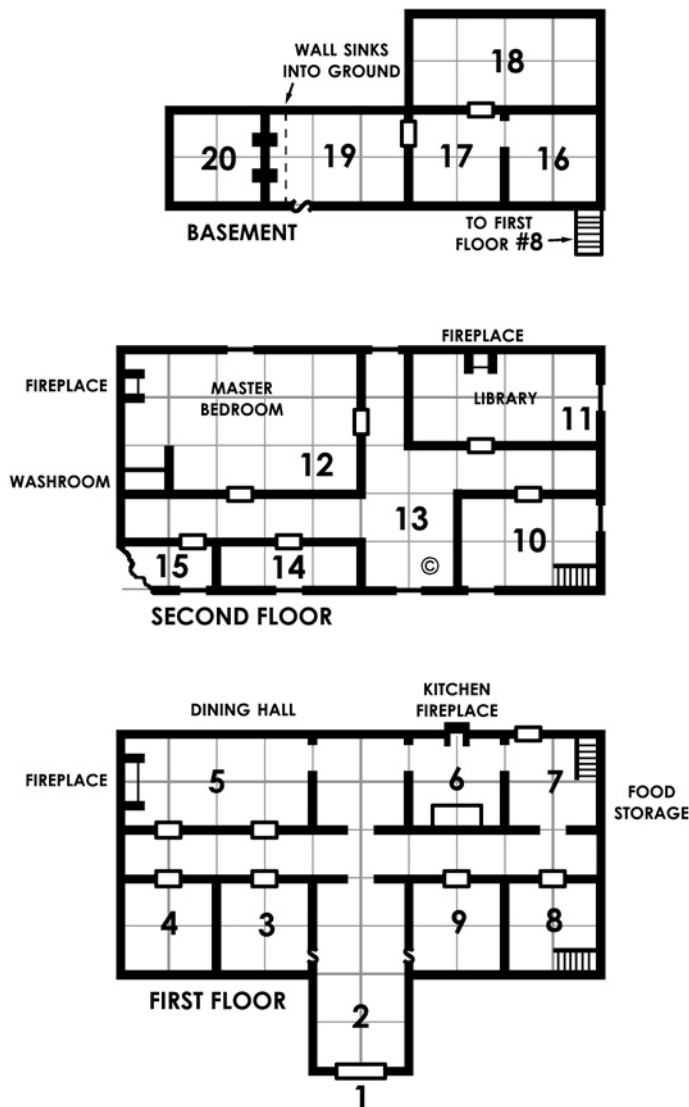 18
WALL SINKS
INTO GROUND
20
19
17
16
BASEMENT
TO FIRST
FLOOR #8
S
FIREPLACE
FIREPLACE
MASTER
BEDROOM
LIBRARY
11
12
WASHROOM
13
10
15
14
©
SECOND FLOOR
DINING HALL
KITCHEN
FIREPLACE
FIREPLACE
5
6
7
FOOD
STORAGE
4
3
9
8
S
S
FIRST FLOOR
2
1